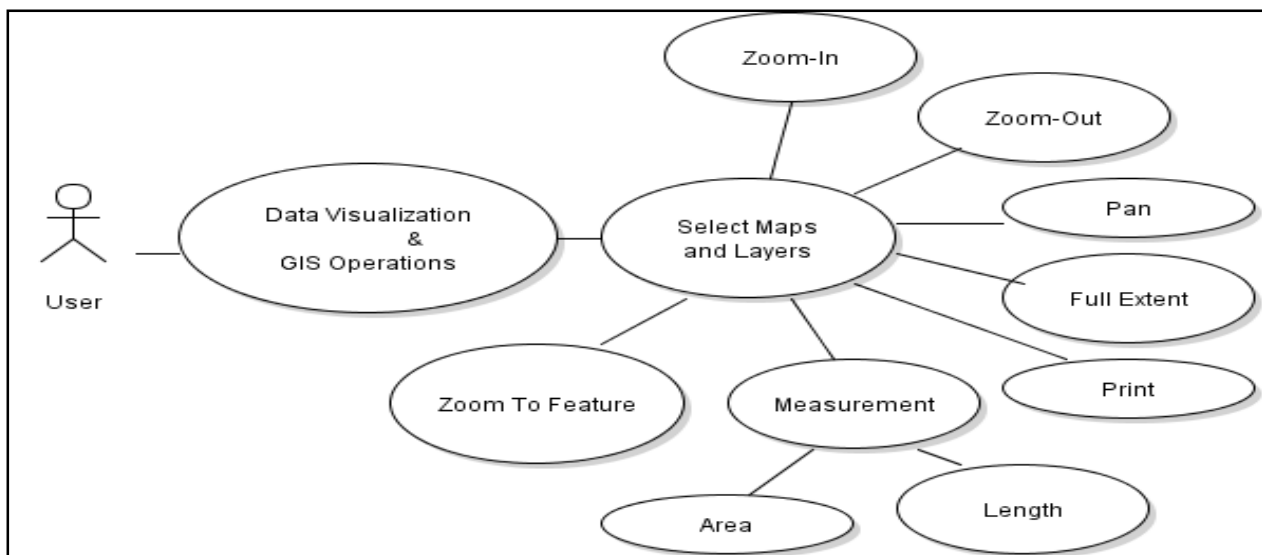 Zoom-In
Zoom-Out
Data Visualization
&
GIS Operations
Select Maps
and Layers
Pan
User
Full Extent
Zoom To Feature
Measurement
Print
Area
Length